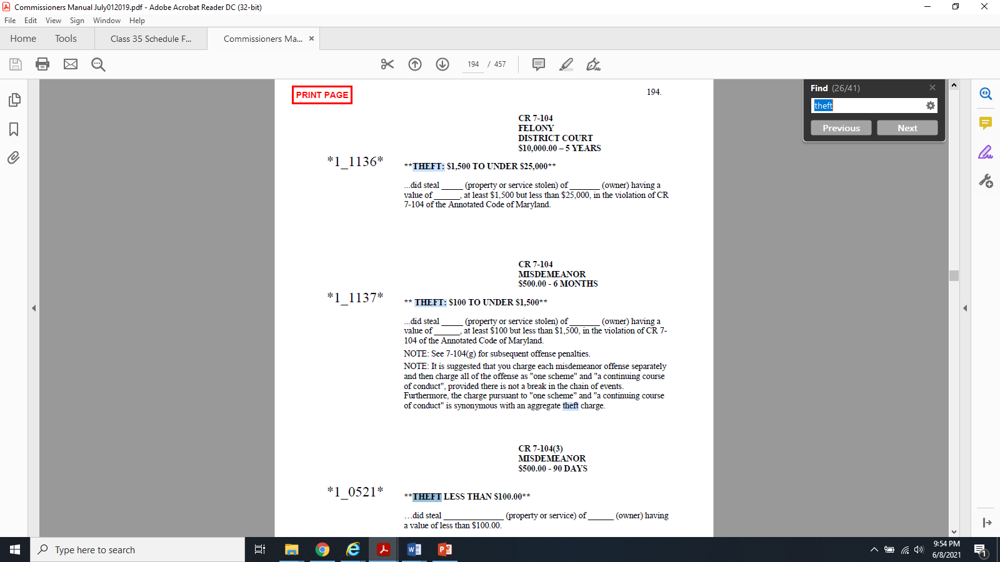 Commissioners Manual July012019.pdf - Adobe Acrobat Reader DC (32-bit)
File Edit View Sign Window Help
Home Tools Class 35 Schedule F... Commissioners Ma... ×
194 / 457
PRINT PAGE
194.
Find (26/41)
theft
Previous Next
CR 7-104
FELONY
DISTRICT COURT
$10,000.00 – 5 YEARS
*1_1136*
**THEFT: $1,500 TO UNDER $25,000**
...did steal _____ (property or service stolen) of _______ (owner) having a
value of ______, at least $1,500 but less than $25,000, in the violation of CR
7-104 of the Annotated Code of Maryland.
CR 7-104
MISDEMEANOR
$500.00 - 6 MONTHS
*1_1137*
** THEFT: $100 TO UNDER $1,500**
...did steal _____ (property or service stolen) of _______ (owner) having a
value of ______, at least $100 but less than $1,500, in the violation of CR 7-
104 of the Annotated Code of Maryland.
NOTE: See 7-104(g) for subsequent offense penalties.
NOTE: It is suggested that you charge each misdemeanor offense separately
and then charge all of the offense as "one scheme" and "a continuing course
of conduct", provided there is not a break in the chain of events.
Furthermore, the charge pursuant to "one scheme" and "a continuing course
of conduct" is synonymous with an aggregate theft charge.
CR 7-104(3)
MISDEMEANOR
$500.00 - 90 DAYS
*1_0521*
**THEFT LESS THAN $100.00**
…did steal ______________ (property or service) of ______ (owner) having
a value of less than $100.00.
Type here to search
9:54 PM
6/8/2021
1